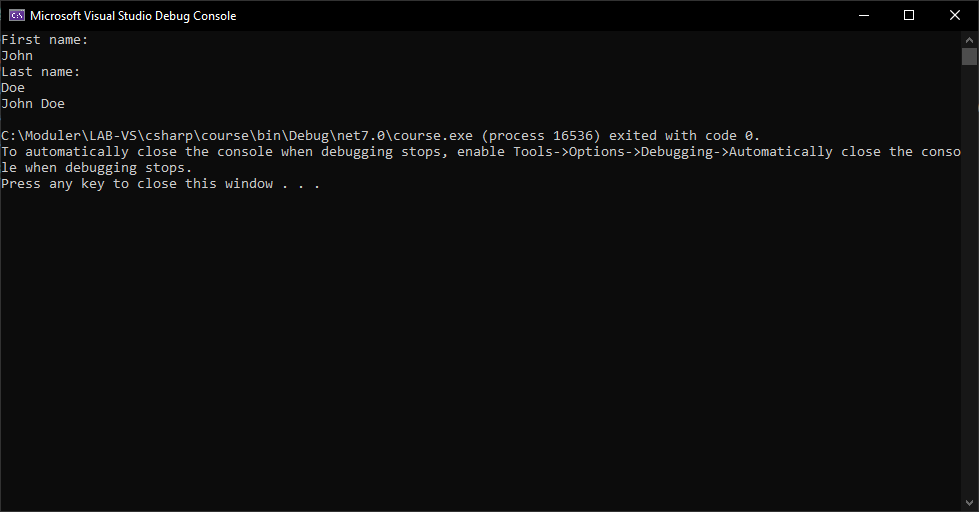 Microsoft Visual Studio Debug Console
First name:
John
Last name:
Doe
John Doe
C:\Moduler\LAB-VS\csharp\course\bin\Debug\net7.0\course.exe (process 16536) exited with code 0.
To automatically close the console when debugging stops, enable Tools->Options->Debugging->Automatically close the conso
le when debugging stops.
Press any key to close this window . . .